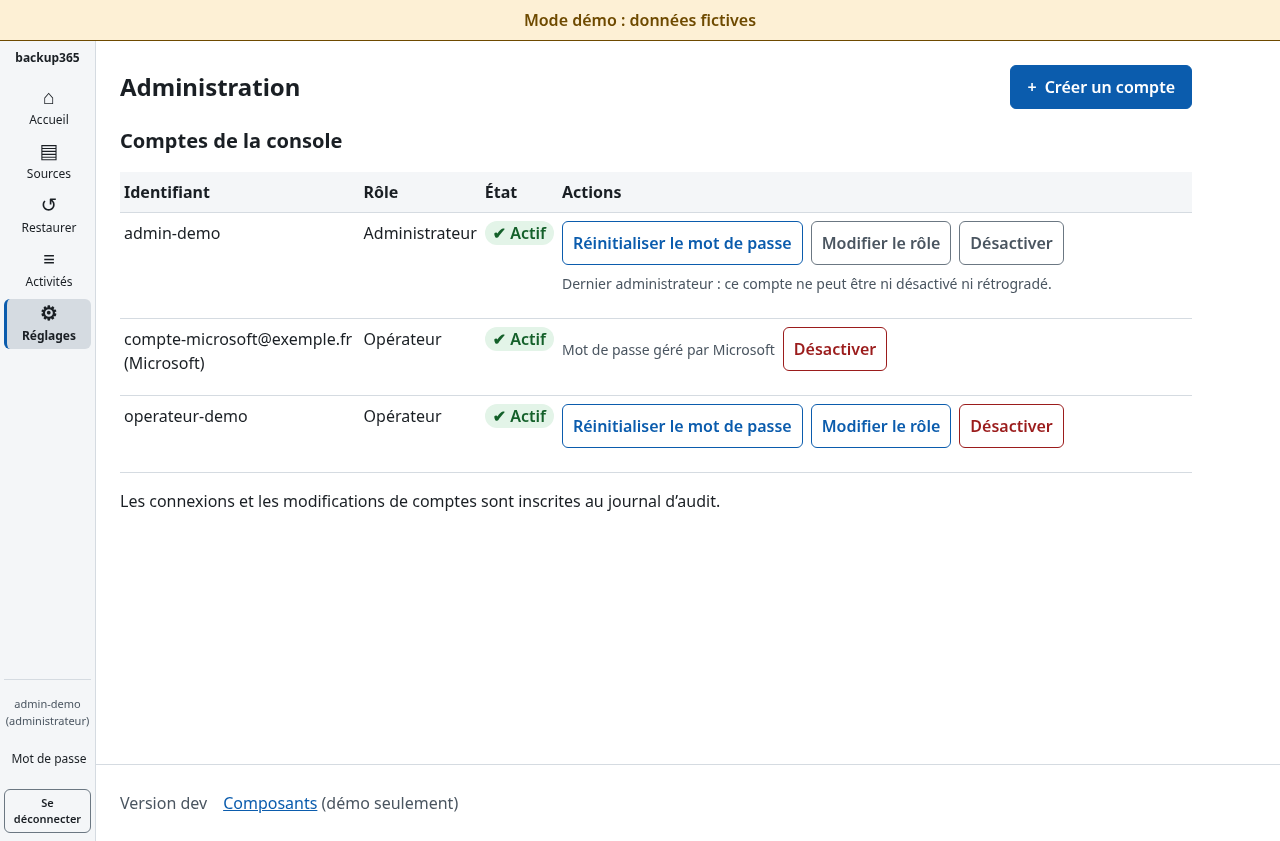 Mode démo : données fictives
backup365
Accueil
Sources
Restaurer
Activités
Réglages
admin-demo
(administrateur)
Mot de passe
Se
déconnecter
Administration
+ Créer un compte
Comptes de la console
Identifiant Rôle État Actions
admin-demo Administrateur ✔ Actif Réinitialiser le mot de passe Modifier le rôle Désactiver
Dernier administrateur : ce compte ne peut être ni désactivé ni rétrogradé.
compte-microsoft@exemple.fr Opérateur ✔ Actif Mot de passe géré par Microsoft Désactiver
(Microsoft)
operateur-demo Opérateur ✔ Actif Réinitialiser le mot de passe Modifier le rôle Désactiver
Les connexions et les modifications de comptes sont inscrites au journal d’audit.
Version dev Composants (démo seulement)